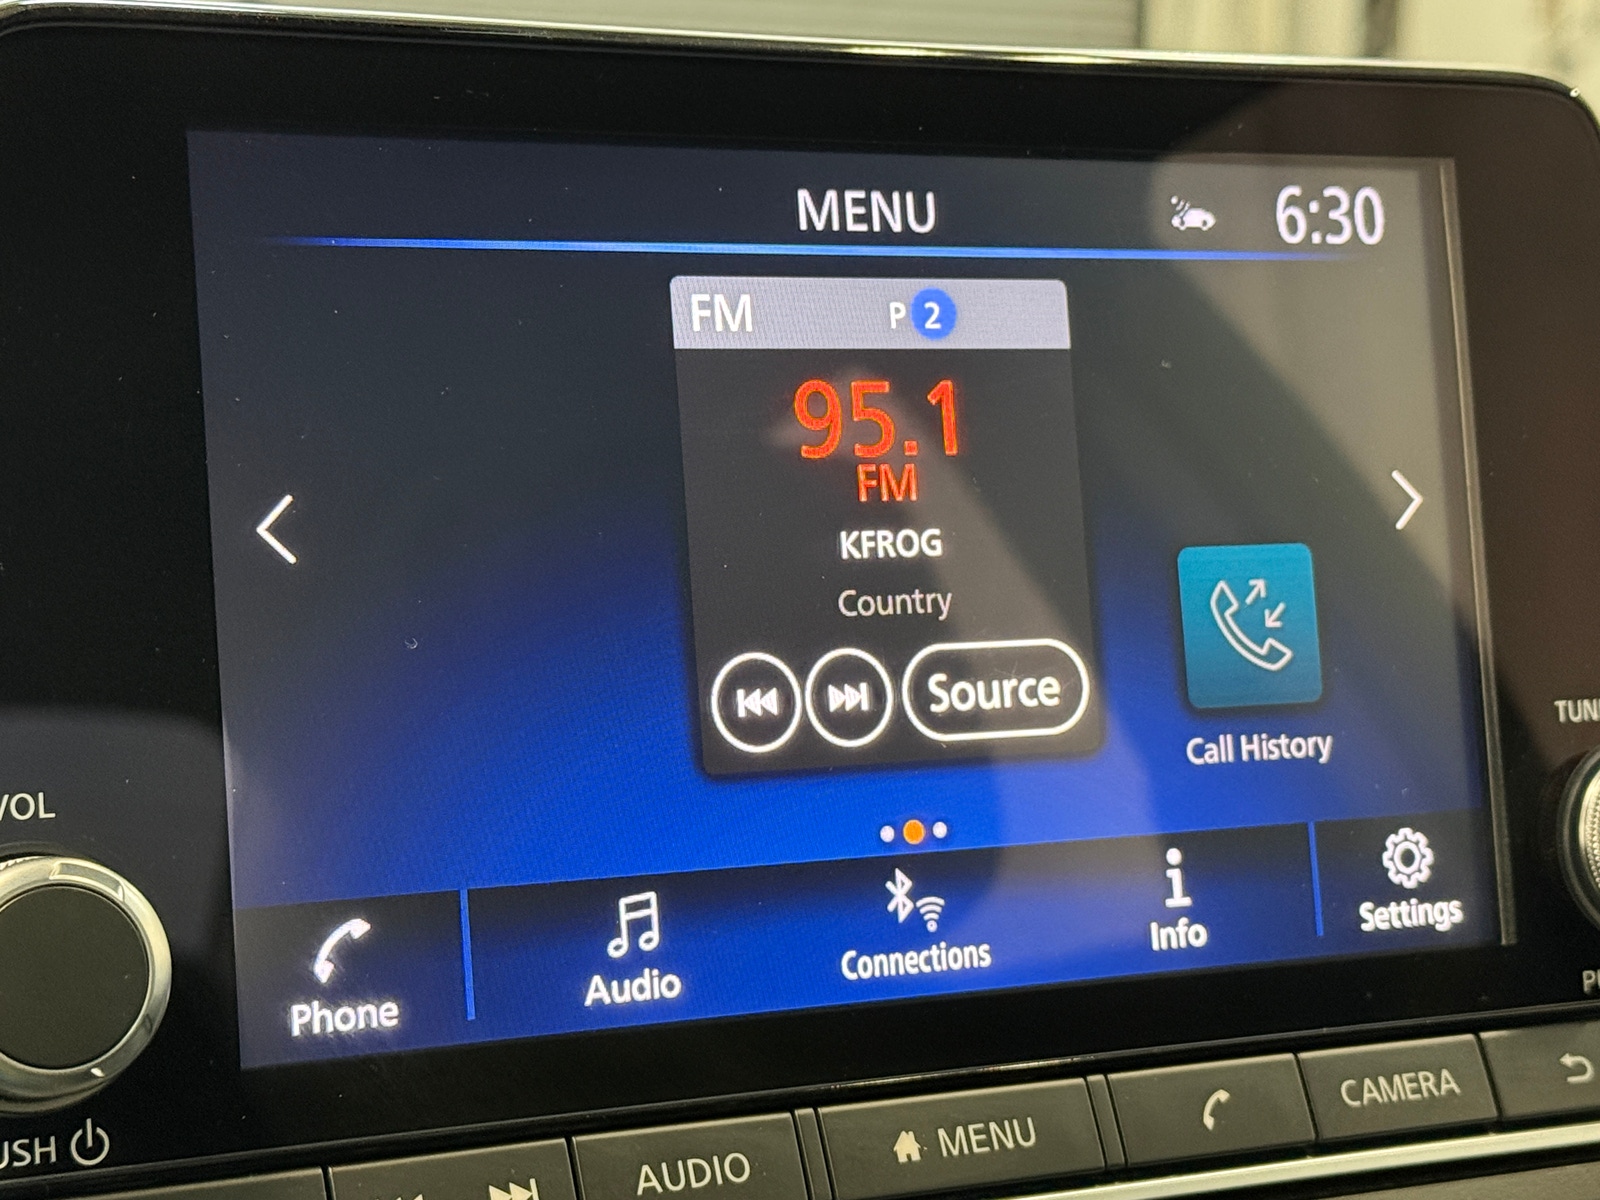 MENU
6:30
FM P 2
95.1
FM
KFROG
Country
Source
Call History
Phone
Audio
Connections
Info
Settings
VOL
TUN
USH
AUDIO
MENU
CAMERA